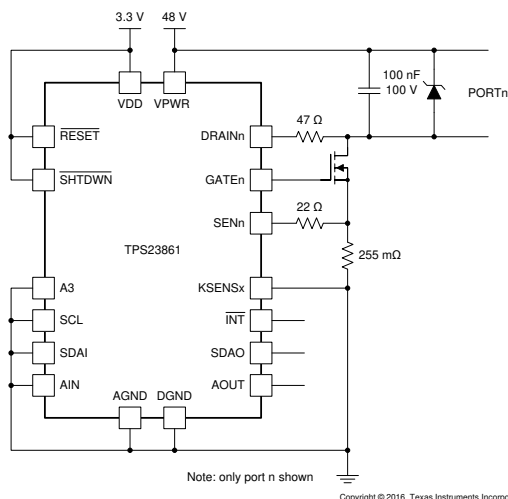 3.3 V 48 V
VDD VPWR
100 nF
100 V
PORTn
RESET DRAINn 47 Ω
SHTDWN GATEn
SENn 22 Ω
TPS23861
255 mΩ
A3 KSENSx
SCL INT
SDAI SDAO
AIN AOUT
AGND DGND
Note: only port n shown
Copyright © 2016, Texas Instruments Incorpo